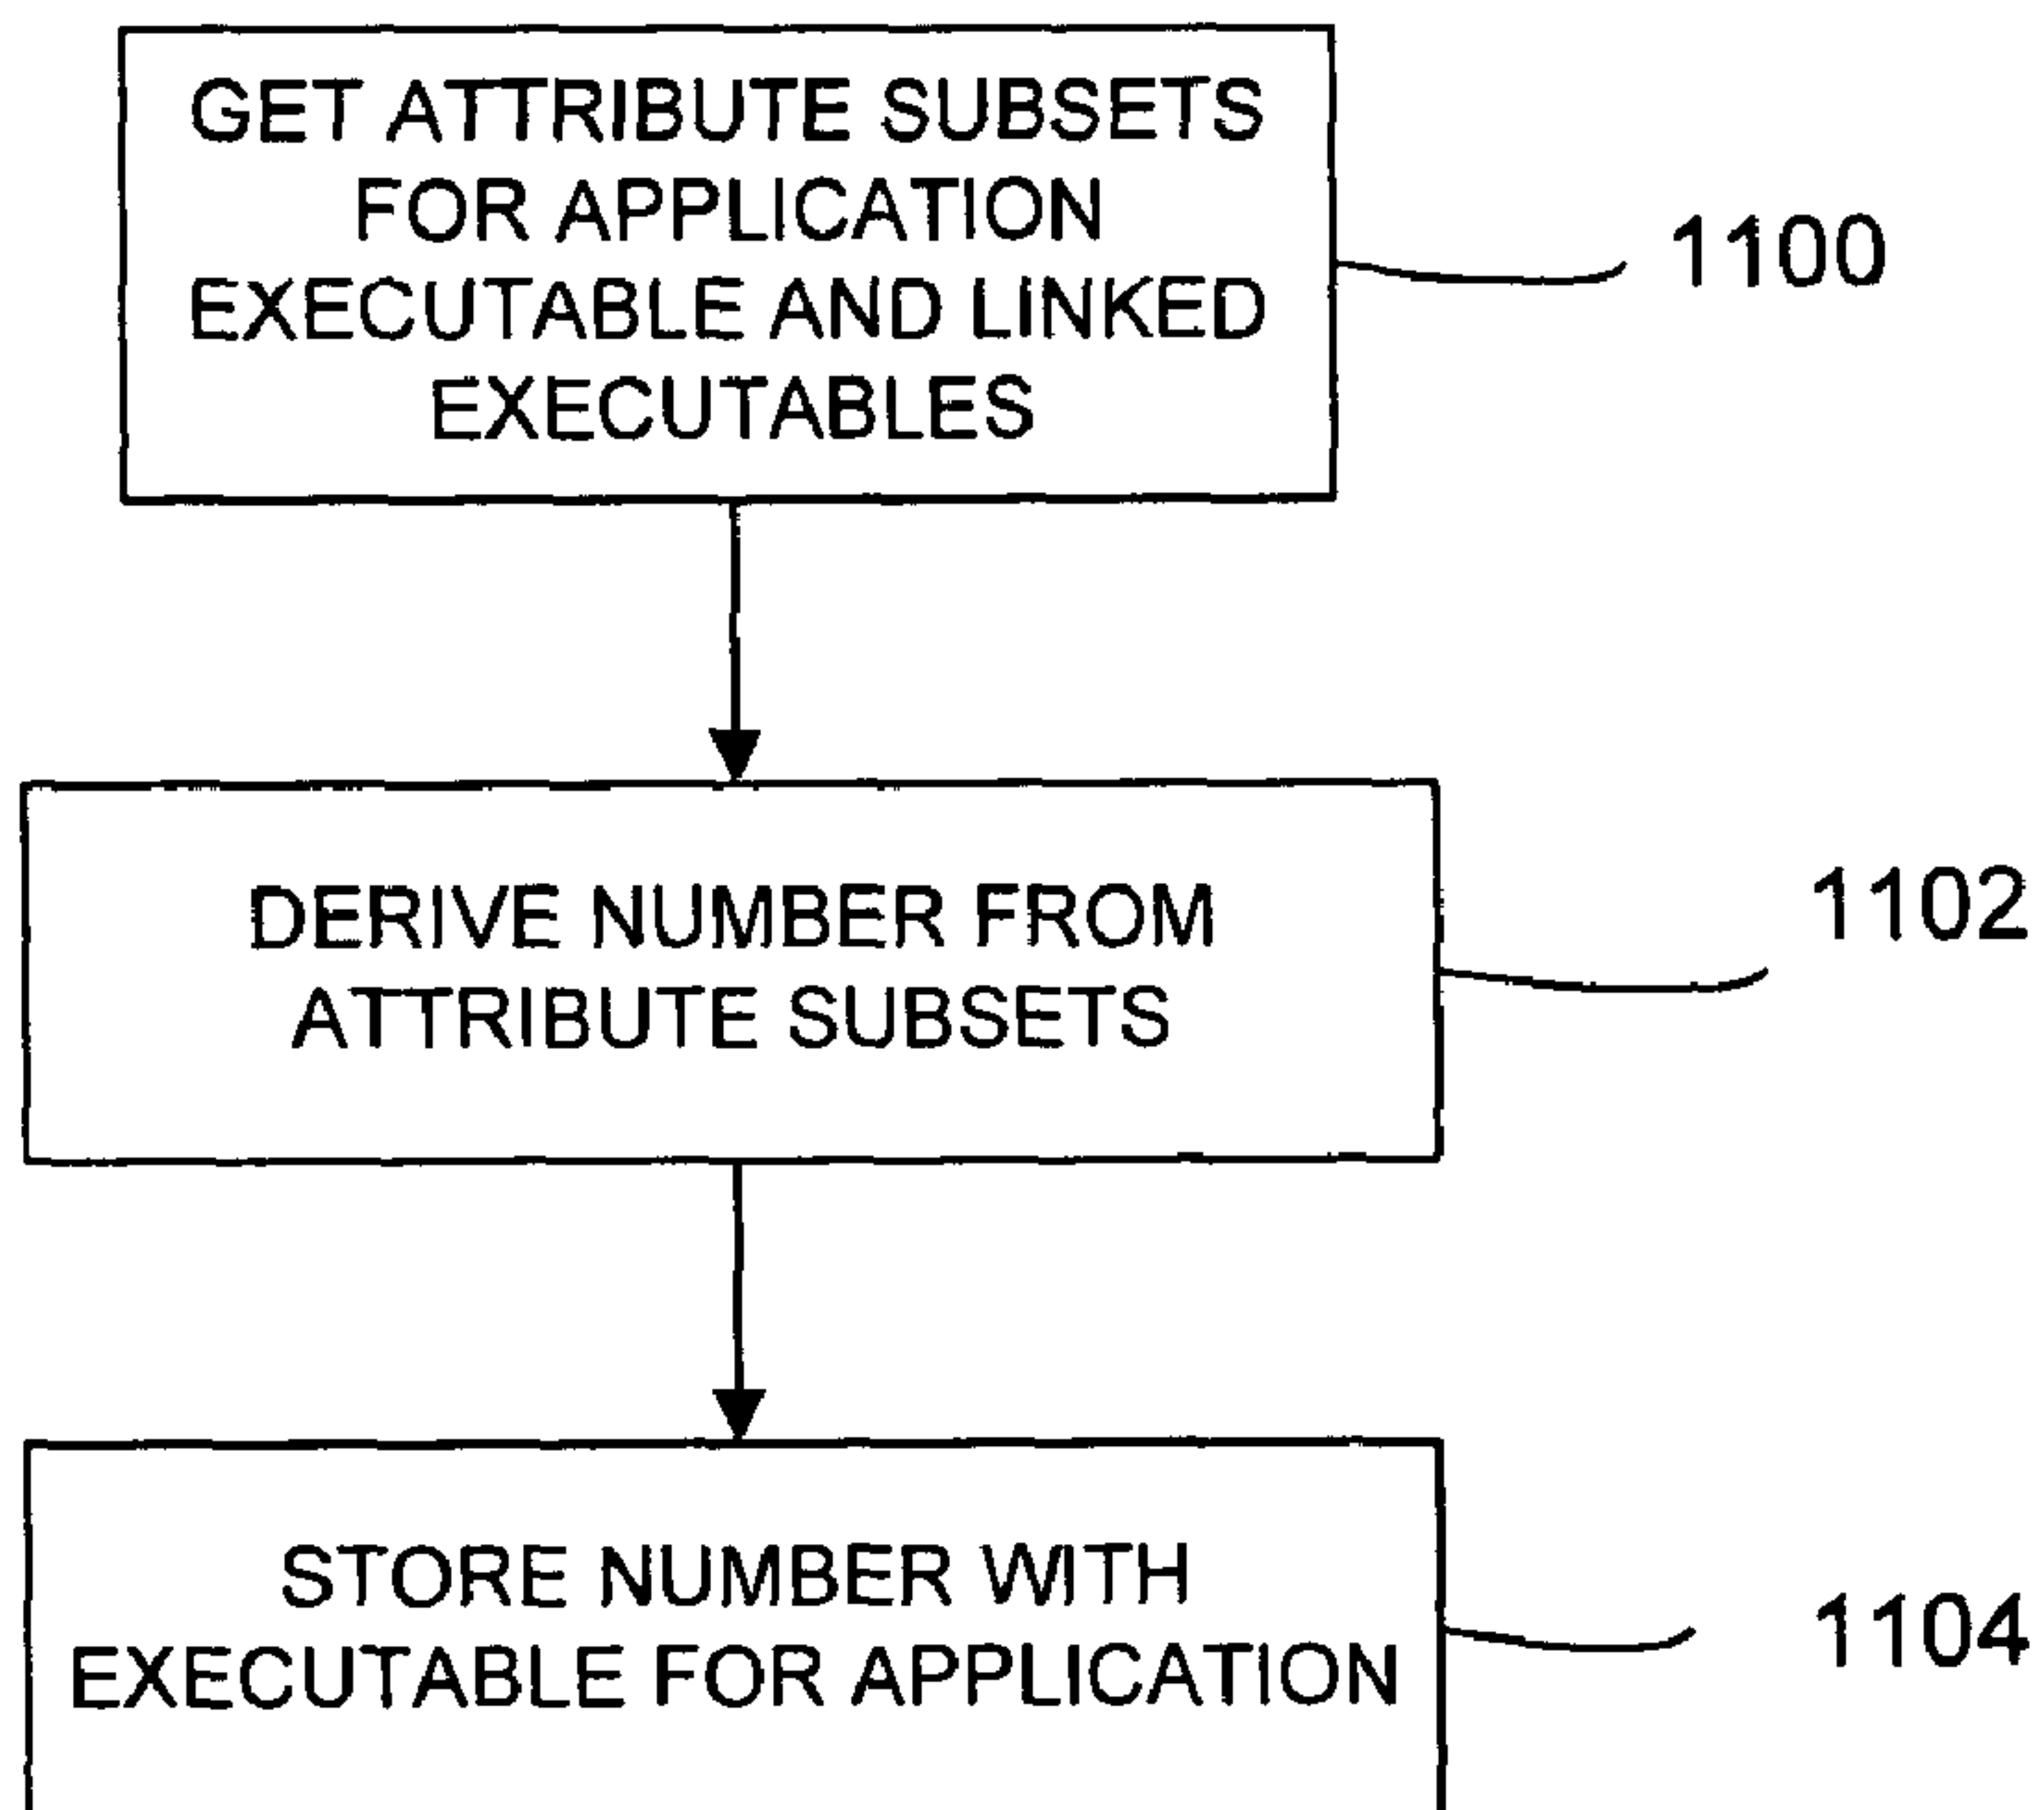 GET ATTRIBUTE SUBSETS
FOR APPLICATION
EXECUTABLE AND LINKED
EXECUTABLES
1100
DERIVE NUMBER FROM
ATTRIBUTE SUBSETS
1102
STORE NUMBER WITH
EXECUTABLE FOR APPLICATION
1104